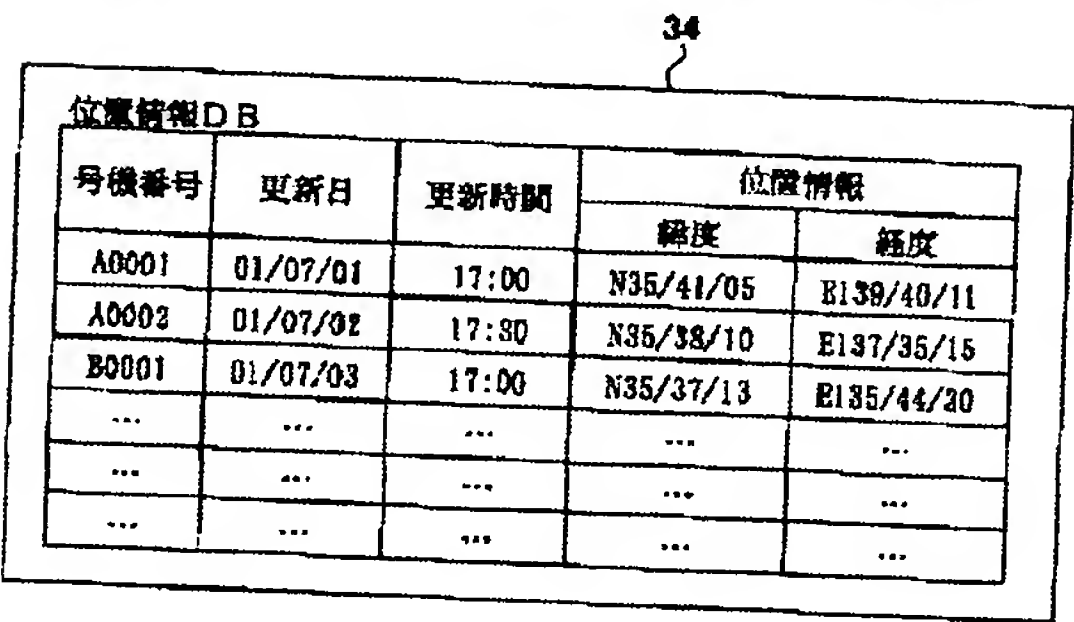 34
位置情報DB
号機番号 更新日 更新時間 位置情報
緯度 経度
A0001 01/07/01 17:00 N35/41/05 E139/40/11
A0002 01/07/02 17:30 N35/38/10 E137/35/15
B0001 01/07/03 17:00 N35/37/13 E135/44/20
... ... ... ... ...
... ... ... ... ...
... ... ... ... ...